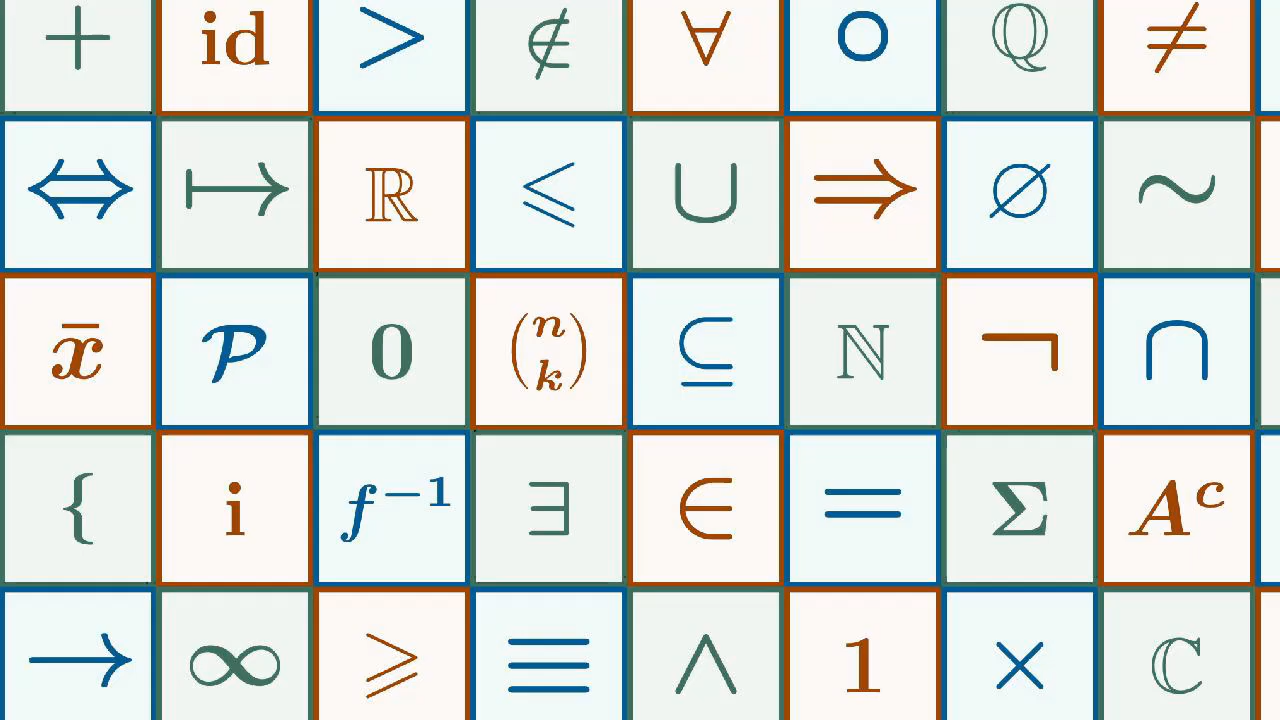 + id > ∉ ∀ ∘ ℚ ≠
⇔ ↦ ℝ ⩽ ∪ ⇒ ∅ ∼
x̄ 𝒫 0 (n k) ⊆ ℕ ¬ ∩
{ i f⁻¹ ∃ ∈ = Σ Aᶜ
→ ∞ ⩾ ≡ ∧ 1 × ℂ